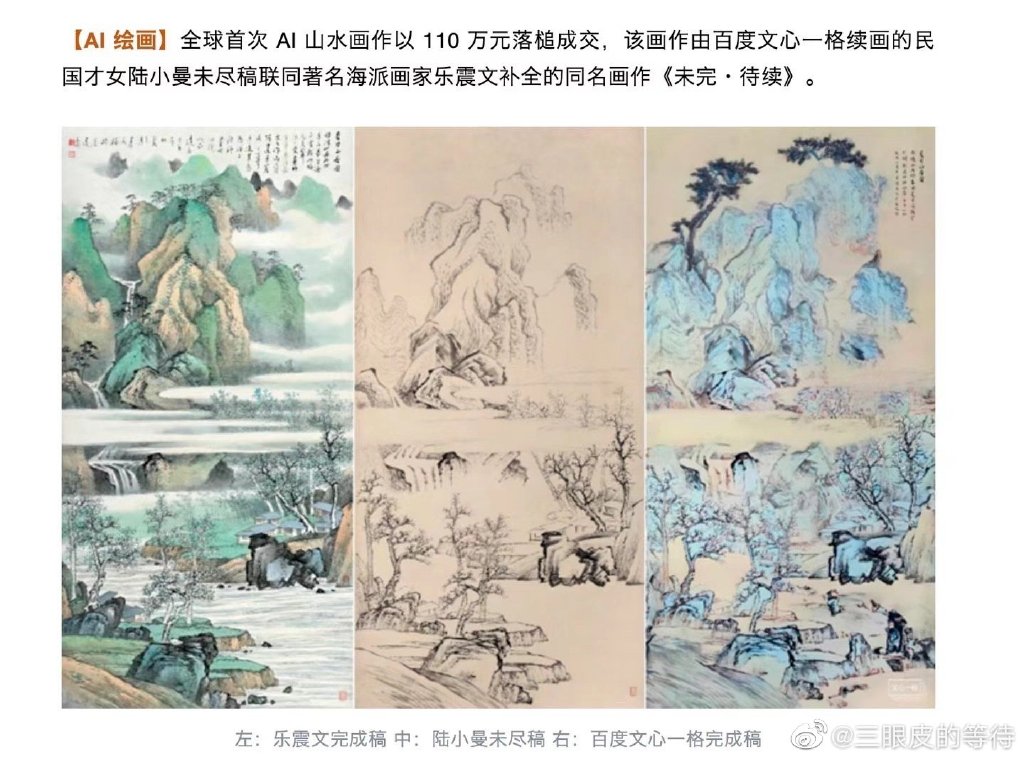 【AI 绘画】全球首次 AI 山水画作以 110 万元落槌成交，该画作由百度文心一格续画的民
国才女陆小曼未尽稿联同著名海派画家乐震文补全的同名画作《未完·待续》。
文心一格
左：乐震文完成稿 中：陆小曼未尽稿 右：百度文心一格完成稿
@三眼皮的等待